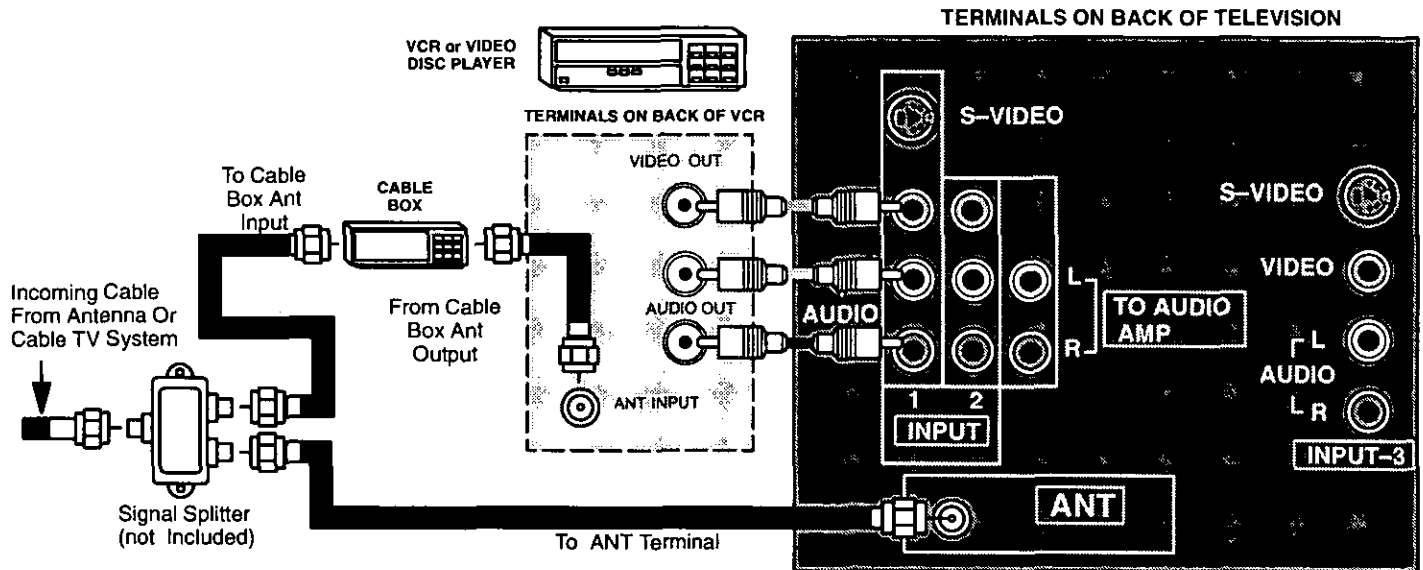 TERMINALS ON BACK OF TELEVISION
VCR or VIDEO
DISC PLAYER
TERMINALS ON BACK OF VCR
S–VIDEO
VIDEO OUT
To Cable
Box Ant
Input
CABLE
BOX
S–VIDEO
VIDEO
Incoming Cable
From Antenna Or
Cable TV System
From Cable
Box Ant
Output
AUDIO OUT
AUDIO
L
R
TO AUDIO
AMP
L
AUDIO
R
ANT INPUT
1 2
INPUT
INPUT–3
ANT
Signal Splitter
(not Included)
To ANT Terminal